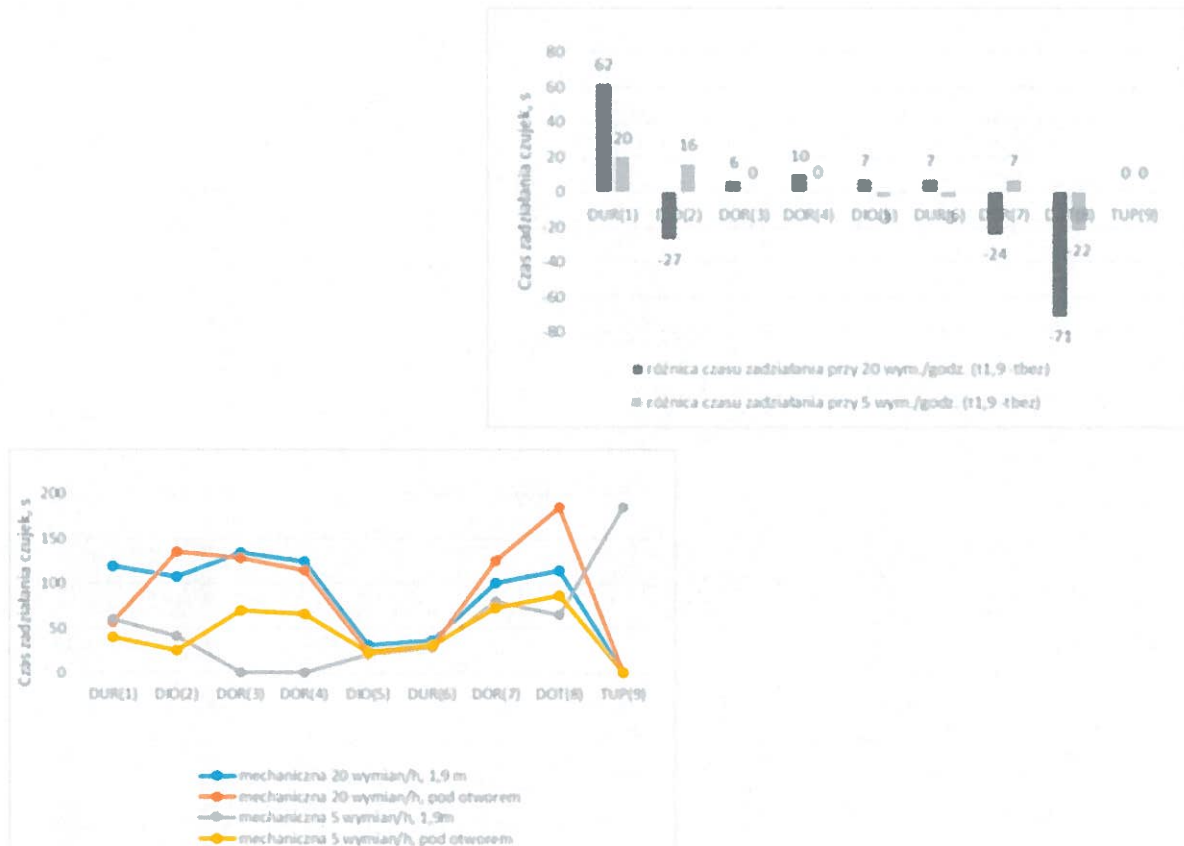 80
62
60
40
20
20
16
6
0
10
0
7
7
7
0 0
0
DUR(1) DOR(3) DOR(4) TUP(9)
-20
-27
-24
-22
-40
-60
-71
-80
Czas zadziałania czujek, s
różnica czasu zadziałania przy 20 wym./godz. (t1,9 -tbez)
różnica czasu zadziałania przy 5 wym./godz. (t1,9 -tbez)
Czas zadziałania czujek, s
200
150
100
50
0
DUR(1) DIO(2) DOR(3) DOR(4) DIO(5) DUR(6) DOR(7) DOT(8) TUP(9)
mechaniczna 20 wymian/h, 1,9 m
mechaniczna 20 wymian/h, pod otworem
mechaniczna 5 wymian/h, 1,9m
mechaniczna 5 wymian/h, pod otworem